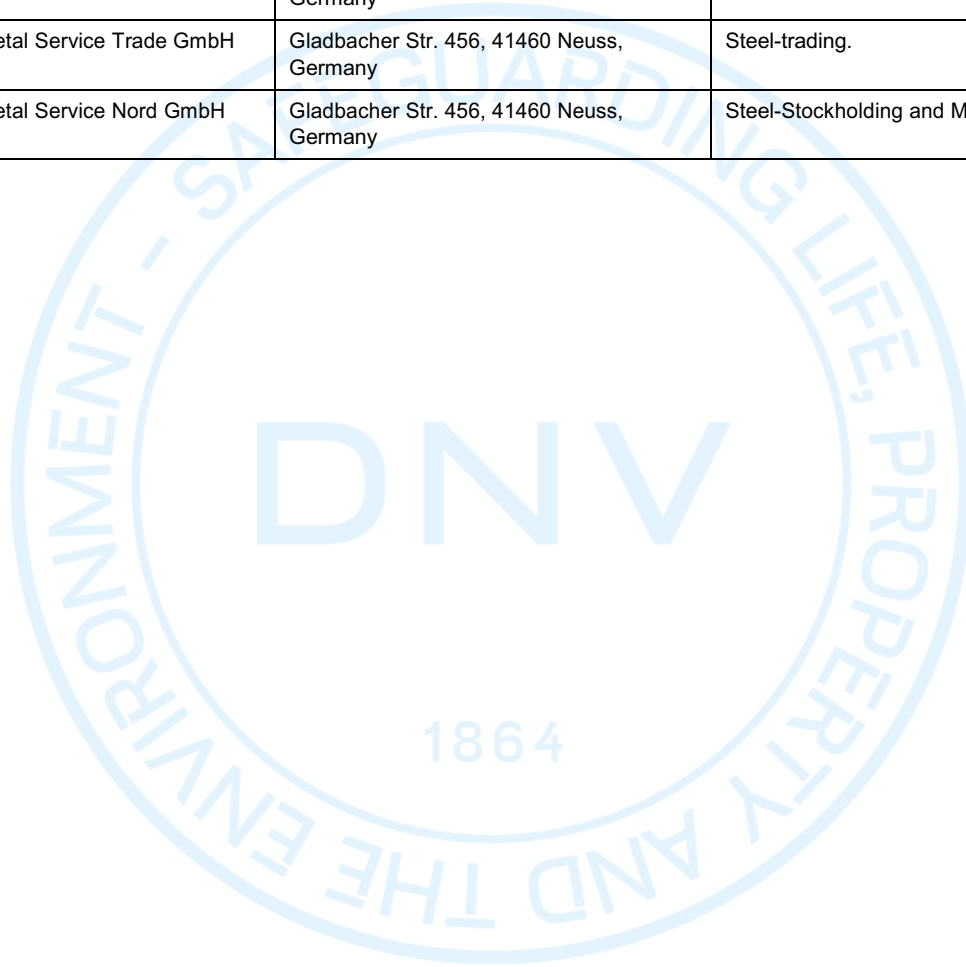 Germany
etal Service Trade GmbH
Gladbacher Str. 456, 41460 Neuss,
Germany
Steel-trading.
etal Service Nord GmbH
Gladbacher Str. 456, 41460 Neuss,
Germany
Steel-Stockholding and M
SAFEGUARDING LIFE, PROPERTY AND THE ENVIRONMENT -
DNV
1864